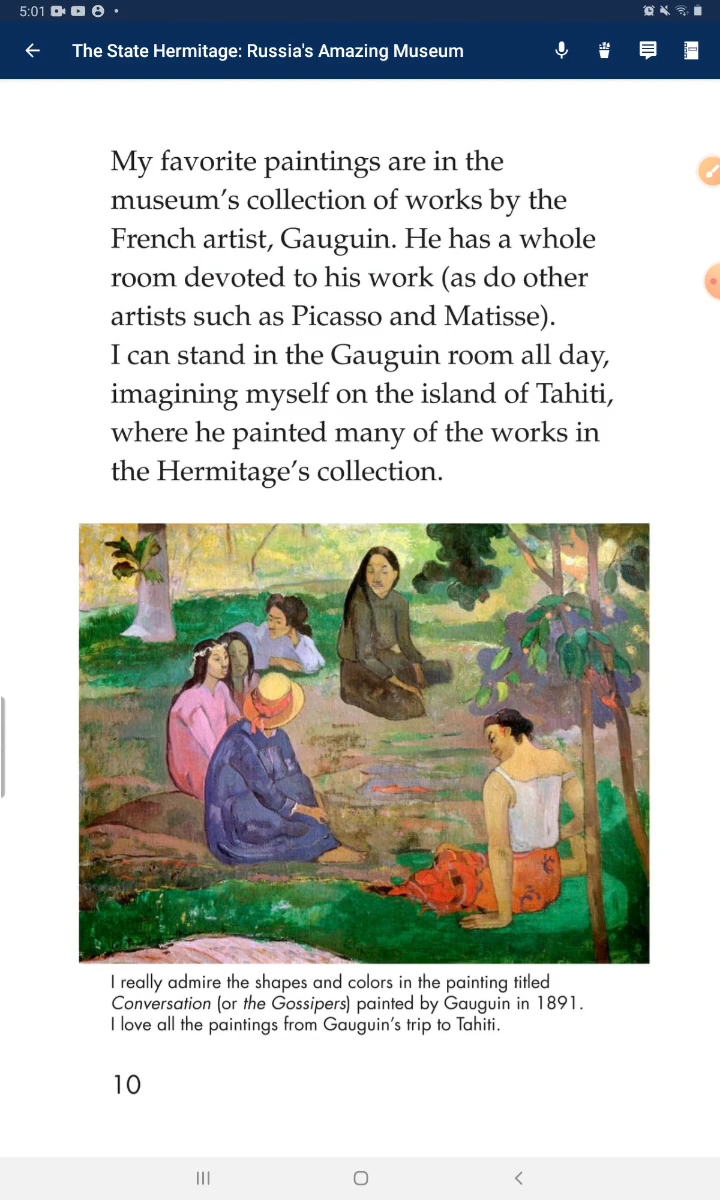 5:01
The State Hermitage: Russia's Amazing Museum
My favorite paintings are in the
museum's collection of works by the
French artist, Gauguin. He has a whole
room devoted to his work (as do other
artists such as Picasso and Matisse).
I can stand in the Gauguin room all day,
imagining myself on the island of Tahiti,
where he painted many of the works in
the Hermitage's collection.
I really admire the shapes and colors in the painting titled
Conversation (or the Gossipers) painted by Gauguin in 1891.
I love all the paintings from Gauguin's trip to Tahiti.
10